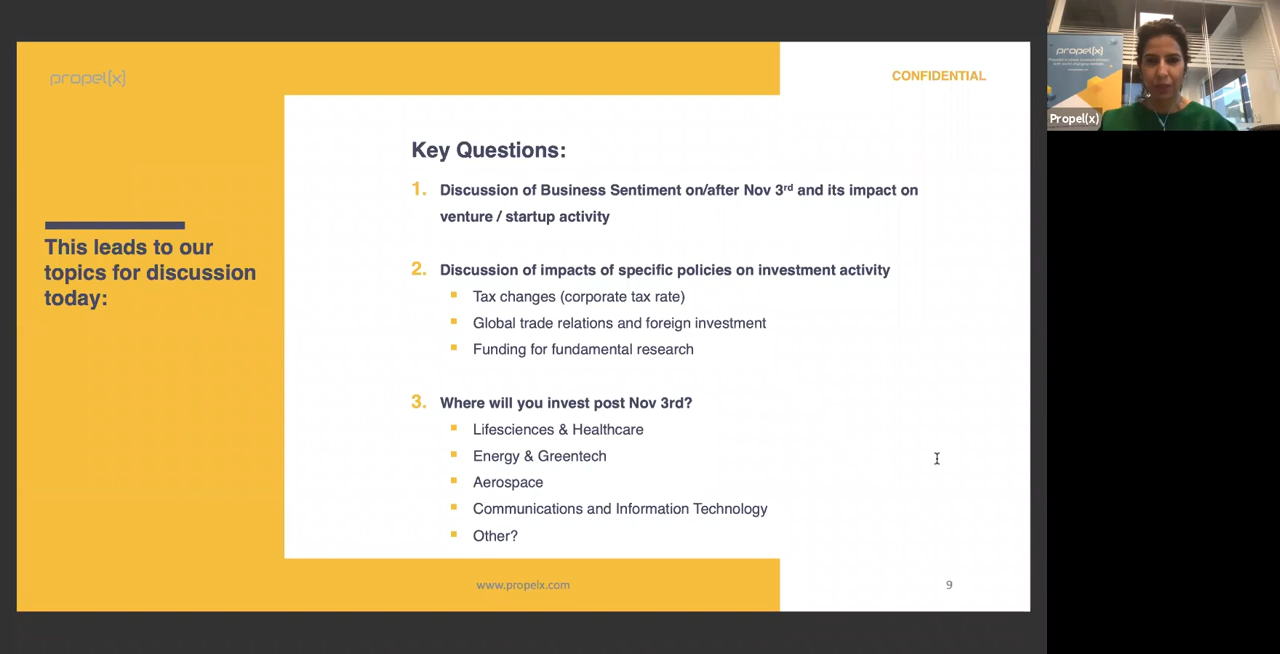 propel(x)
CONFIDENTIAL
This leads to our
topics for discussion
today:
Key Questions:
1. Discussion of Business Sentiment on/after Nov 3rd and its impact on
venture / startup activity
2. Discussion of impacts of specific policies on investment activity
Tax changes (corporate tax rate)
Global trade relations and foreign investment
Funding for fundamental research
3. Where will you invest post Nov 3rd?
Lifesciences & Healthcare
Energy & Greentech
Aerospace
Communications and Information Technology
Other?
www.propelx.com
9
propel(x)
Propel(x)